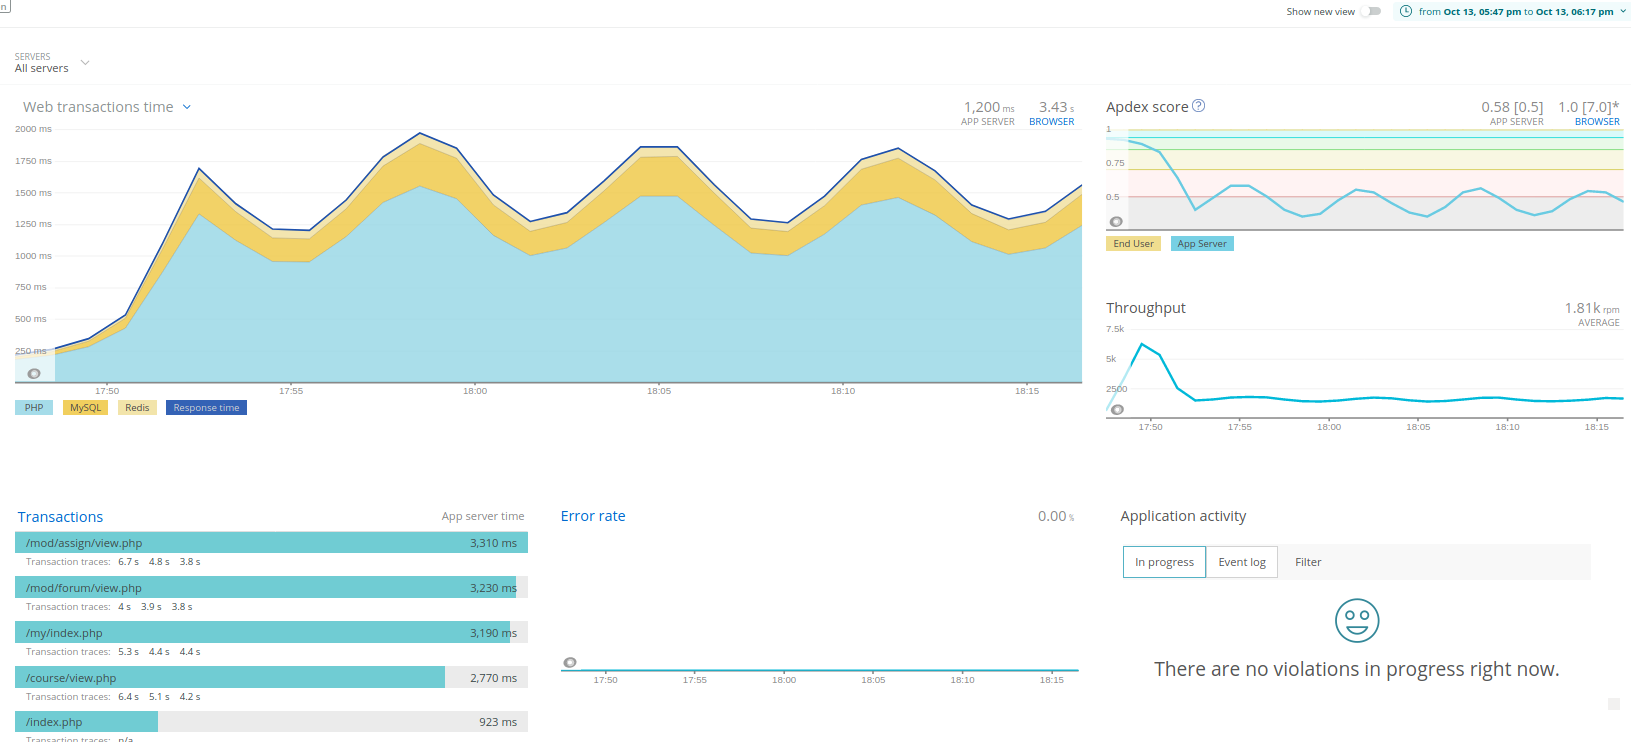 n
Show new view
from Oct 13, 05:47 pm to Oct 13, 06:17 pm
SERVERS
All servers
Web transactions time
1,200 ms
APP SERVER
3.43 s
BROWSER
2000 ms
1750 ms
1500 ms
1250 ms
1000 ms
750 ms
500 ms
250 ms
17:50 17:55 18:00 18:05 18:10 18:15
PHP MySQL Redis Response time
Apdex score ?
0.58 [0.5]
APP SERVER
1.0 [7.0]*
BROWSER
1
0.75
0.5
End User App Server
Throughput
1.81k rpm
AVERAGE
7.5k
5k
2500
17:50 17:55 18:00 18:05 18:10 18:15
Transactions App server time
/mod/assign/view.php 3,310 ms
Transaction traces: 6.7 s 4.8 s 3.8 s
/mod/forum/view.php 3,230 ms
Transaction traces: 4 s 3.9 s 3.8 s
/my/index.php 3,190 ms
Transaction traces: 5.3 s 4.4 s 4.4 s
/course/view.php 2,770 ms
Transaction traces: 6.4 s 5.1 s 4.2 s
/index.php 923 ms
Transaction traces: n/a
Error rate 0.00 %
17:50 17:55 18:00 18:05 18:10 18:15
Application activity
In progress Event log Filter
There are no violations in progress right now.